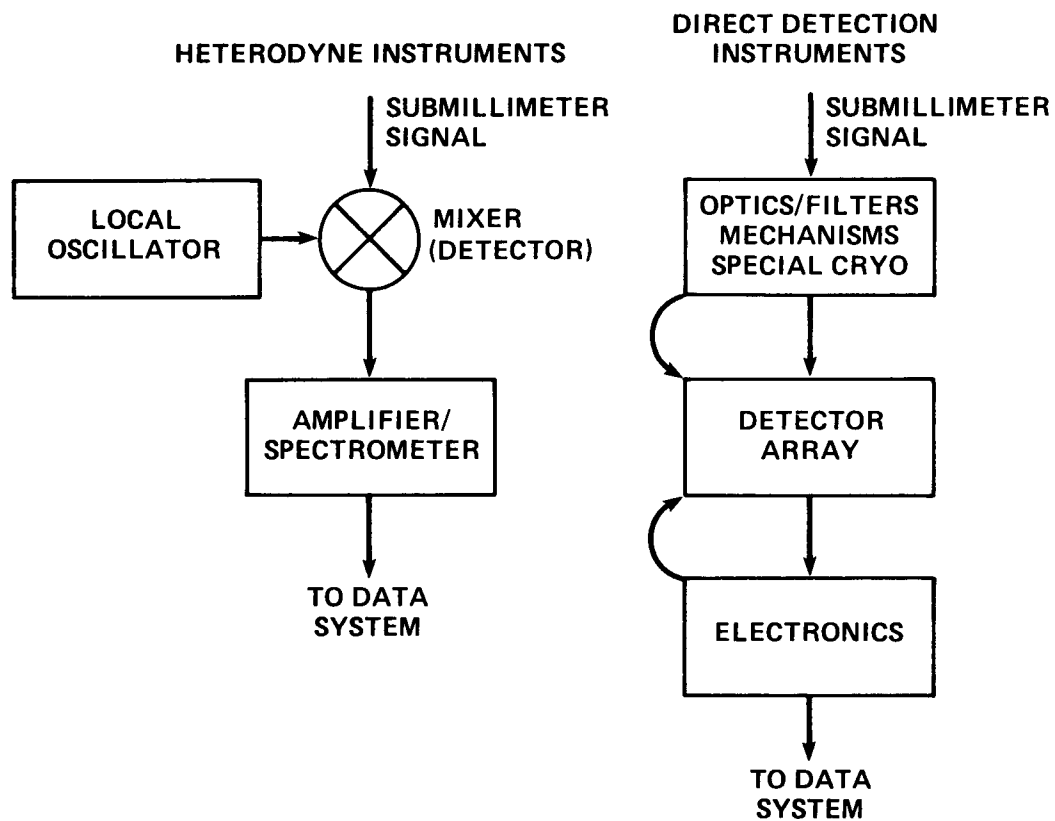 HETERODYNE INSTRUMENTS
SUBMILLIMETER
SIGNAL
LOCAL
OSCILLATOR
MIXER
(DETECTOR)
AMPLIFIER/
SPECTROMETER
TO DATA
SYSTEM
DIRECT DETECTION
INSTRUMENTS
SUBMILLIMETER
SIGNAL
OPTICS/FILTERS
MECHANISMS
SPECIAL CRYO
DETECTOR
ARRAY
ELECTRONICS
TO DATA
SYSTEM